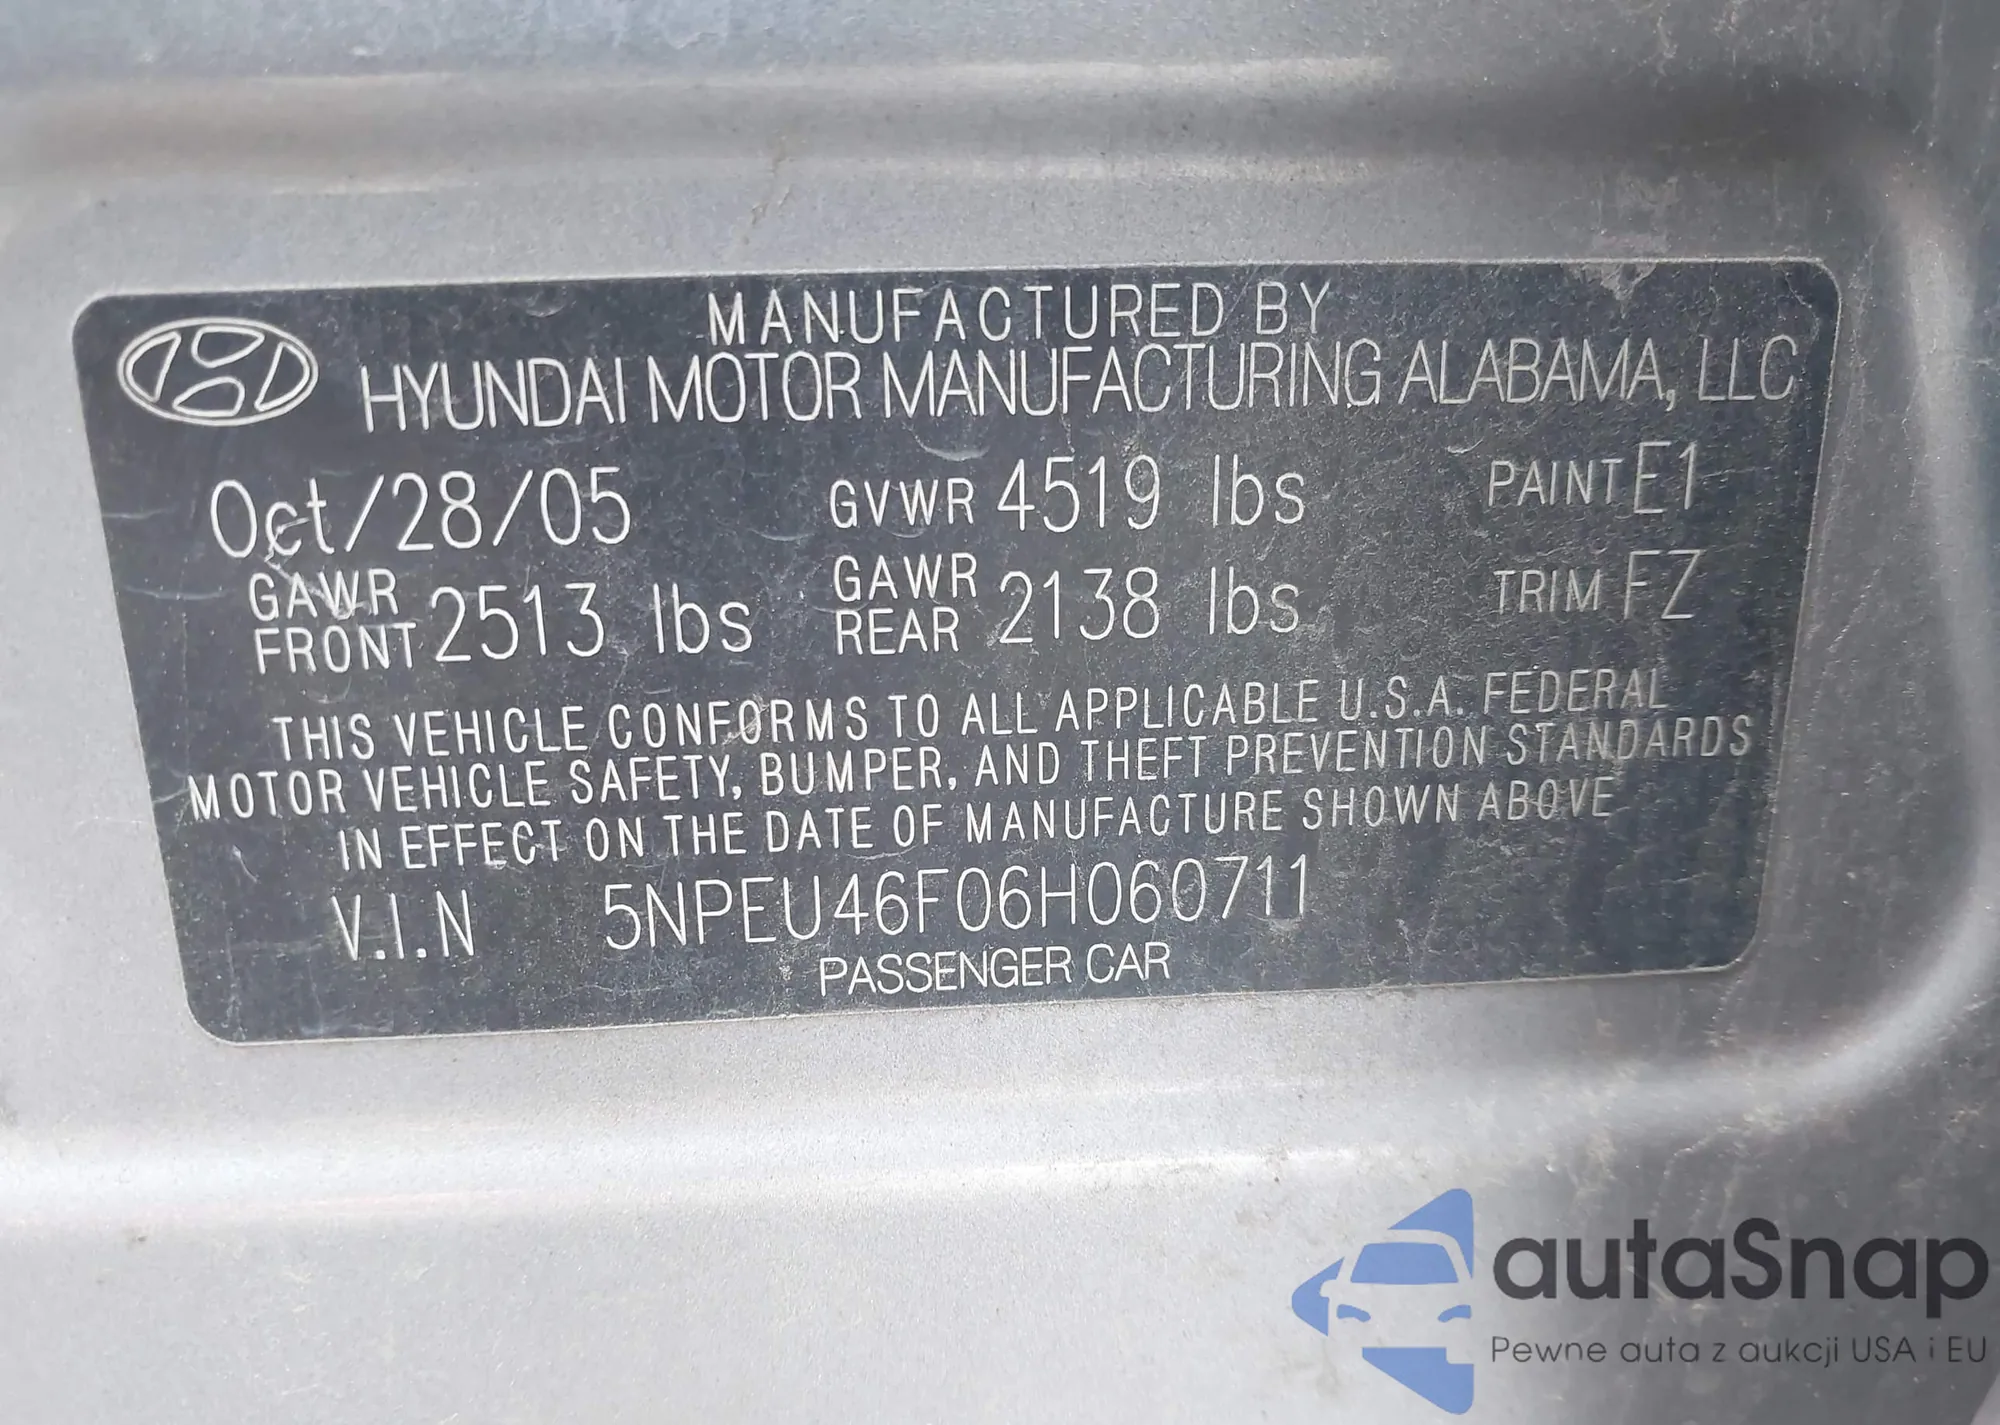 MANUFACTURED BY
HYUNDAI MOTOR MANUFACTURING ALABAMA, LLC
Oct/28/05 GVWR 4519 lbs PAINT E1
GAWR FRONT 2513 lbs GAWR REAR 2138 lbs TRIM FZ
THIS VEHICLE CONFORMS TO ALL APPLICABLE U.S.A. FEDERAL
MOTOR VEHICLE SAFETY, BUMPER, AND THEFT PREVENTION STANDARDS
IN EFFECT ON THE DATE OF MANUFACTURE SHOWN ABOVE
V.I.N 5NPEU46F06H060711
PASSENGER CAR
autaSnap
Pewne auta z aukcji USA i EU